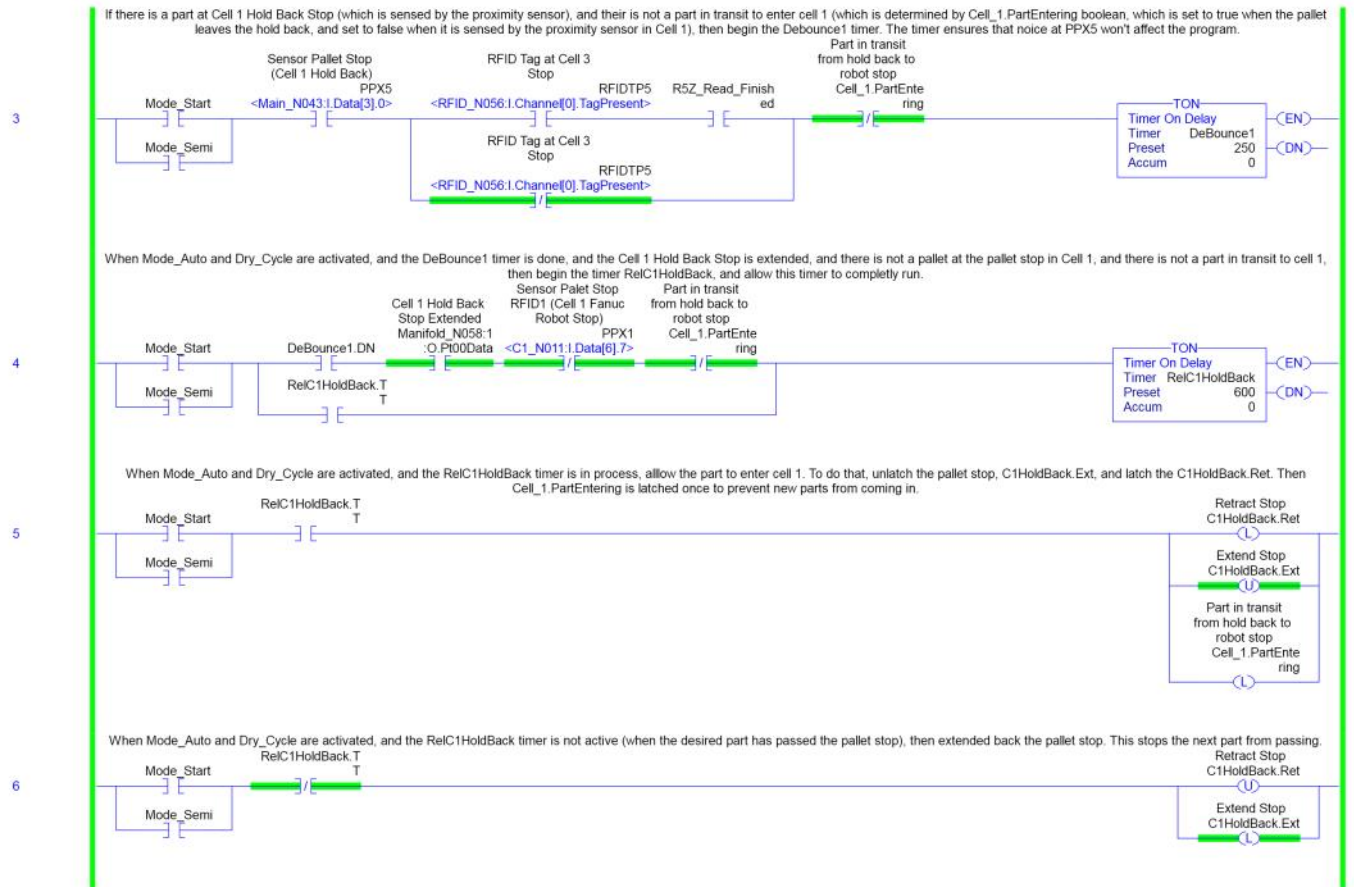 If there is a part at Cell 1 Hold Back Stop (which is sensed by the proximity sensor), and their is not a part in transit to enter cell 1 (which is determined by Cell_1.PartEntering boolean, which is set to true when the pallet
leaves the hold back, and set to false when it is sensed by the proximity sensor in Cell 1), then begin the Debounce1 timer. The timer ensures that noice at PPX5 won't affect the program.
Part in transit
from hold back to
robot stop
Cell_1.PartEnte
ring
Sensor Pallet Stop
(Cell 1 Hold Back)
PPX5
<Main_N043:I.Data[3].0>
RFID Tag at Cell 3
Stop
RFIDTP5
<RFID_N056:I.Channel[0].TagPresent>
R5Z_Read_Finish
ed
3
Mode_Start
Mode_Semi
RFID Tag at Cell 3
Stop
RFIDTP5
<RFID_N056:I.Channel[0].TagPresent>
TON
Timer On Delay
Timer DeBounce1
Preset 250
Accum 0
EN
DN
When Mode_Auto and Dry_Cycle are activated, and the DeBounce1 timer is done, and the Cell 1 Hold Back Stop is extended, and there is not a pallet at the pallet stop in Cell 1, and there is not a part in transit to cell 1,
then begin the timer RelC1HoldBack, and allow this timer to completly run.
Cell 1 Hold Back
Stop Extended
Manifold_N058:1
:O.Pt00Data
Sensor Palet Stop
RFID1 (Cell 1 Fanuc
Robot Stop)
PPX1
<C1_N011:I.Data[6].7>
Part in transit
from hold back to
robot stop
Cell_1.PartEnte
ring
4
Mode_Start
DeBounce1.DN
Mode_Semi
RelC1HoldBack.T
T
TON
Timer On Delay
Timer RelC1HoldBack
Preset 600
Accum 0
EN
DN
When Mode_Auto and Dry_Cycle are activated, and the RelC1HoldBack timer is in process, alllow the part to enter cell 1. To do that, unlatch the pallet stop, C1HoldBack.Ext, and latch the C1HoldBack.Ret. Then
Cell_1.PartEntering is latched once to prevent new parts from coming in.
5
Mode_Start
RelC1HoldBack.T
T
Mode_Semi
Retract Stop
C1HoldBack.Ret
L
Extend Stop
C1HoldBack.Ext
U
Part in transit
from hold back to
robot stop
Cell_1.PartEnte
ring
L
When Mode_Auto and Dry_Cycle are activated, and the RelC1HoldBack timer is not active (when the desired part has passed the pallet stop), then extended back the pallet stop. This stops the next part from passing.
6
Mode_Start
RelC1HoldBack.T
T
Mode_Semi
Retract Stop
C1HoldBack.Ret
U
Extend Stop
C1HoldBack.Ext
L